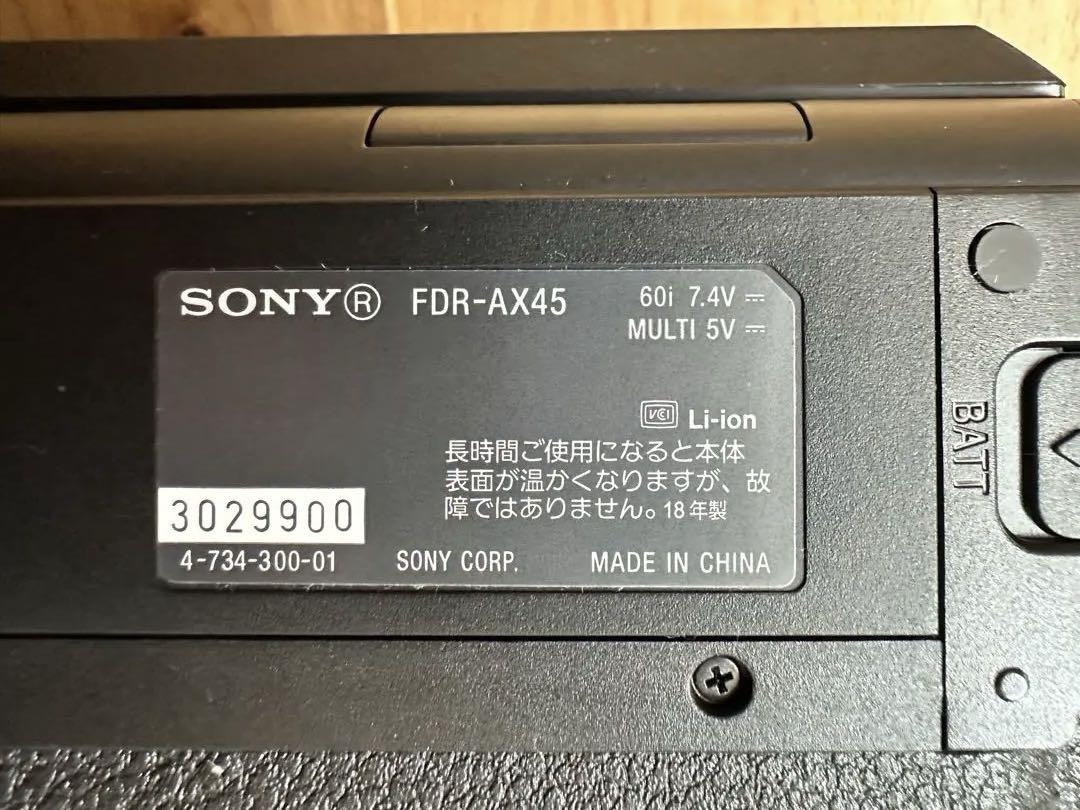 SONY® FDR-AX45
60i 7.4V ⎓
MULTI 5V ⎓
VCI Li-ion
長時間ご使用になると本体
表面が温かくなりますが、故
障ではありません。18年製
3029900
4-734-300-01 SONY CORP. MADE IN CHINA
BATT